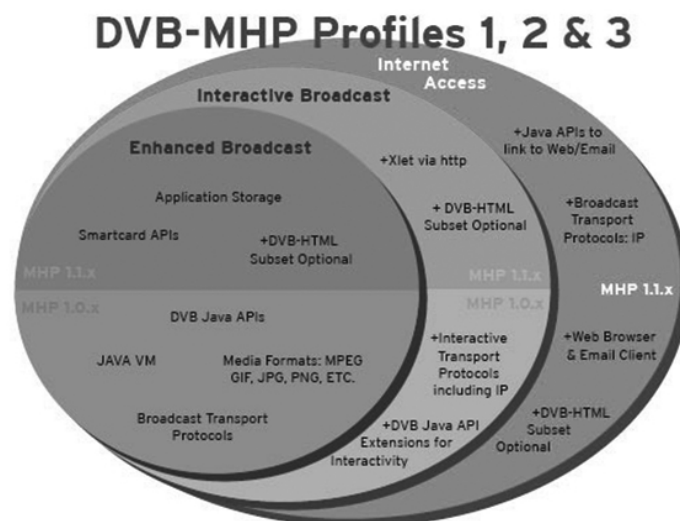 DVB-MHP Profiles 1, 2 & 3
Internet
Access
Interactive Broadcast
Enhanced Broadcast
Application Storage
Smartcard APIs
+DVB-HTML
Subset Optional
MHP 1.1.x
MHP 1.0.x
DVB Java APIs
JAVA VM
Media Formats: MPEG
GIF, JPG, PNG, ETC.
Broadcast Transport
Protocols
+Xlet via http
+ DVB-HTML
Subset Optional
MHP 1.1.x
MHP 1.0.x
+Interactive
Transport
Protocols
including IP
+DVB Java API
Extensions for
Interactivity
+Java APIs to
link to Web/Email
+Broadcast
Transport
Protocols: IP
MHP 1.1.x
+Web Browser
& Email Client
+DVB-HTML
Subset
Optional